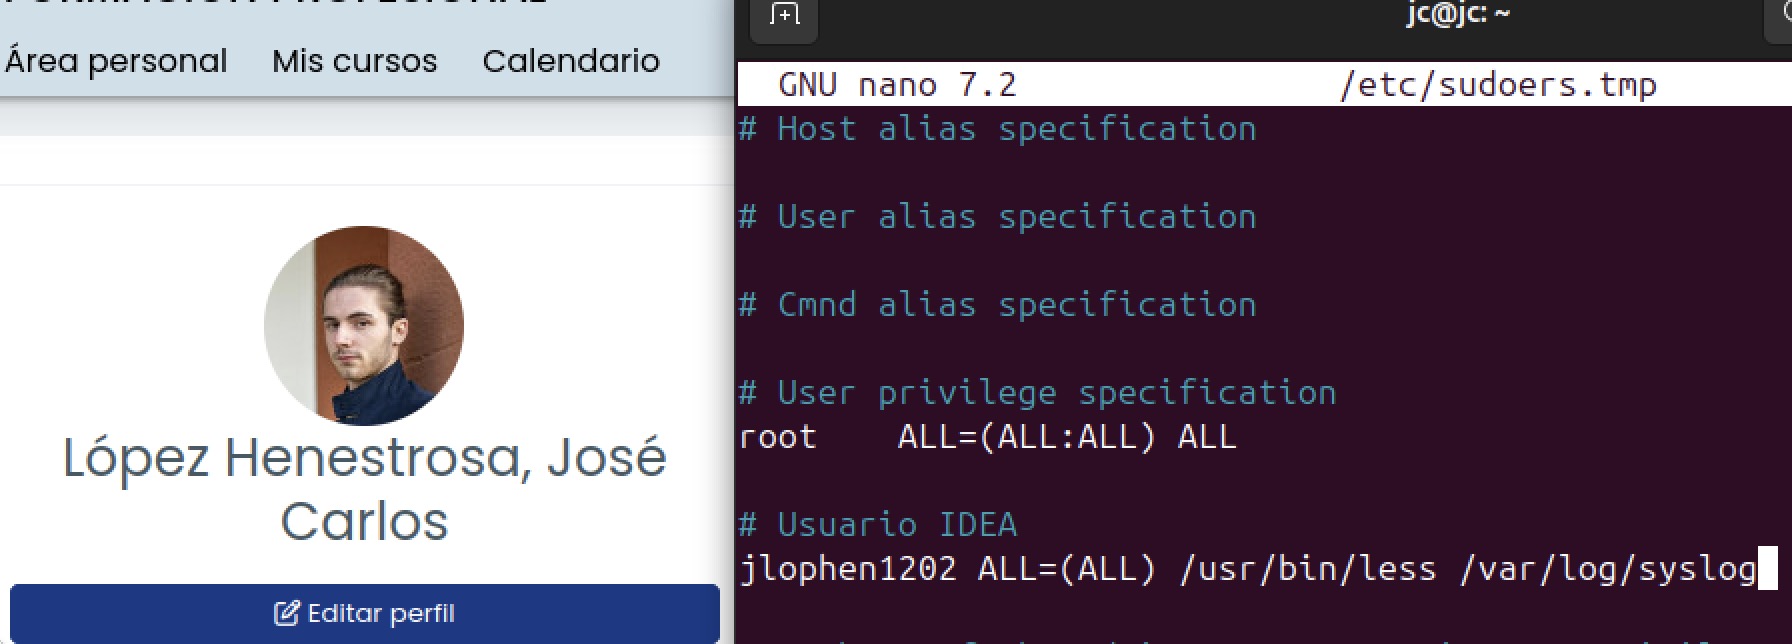 Área personal Mis cursos Calendario
López Henestrosa, José
Carlos
Editar perfil
jc@jc: ~
GNU nano 7.2 /etc/sudoers.tmp
# Host alias specification
# User alias specification
# Cmnd alias specification
# User privilege specification
root ALL=(ALL:ALL) ALL
# Usuario IDEA
jlophen1202 ALL=(ALL) /usr/bin/less /var/log/syslog